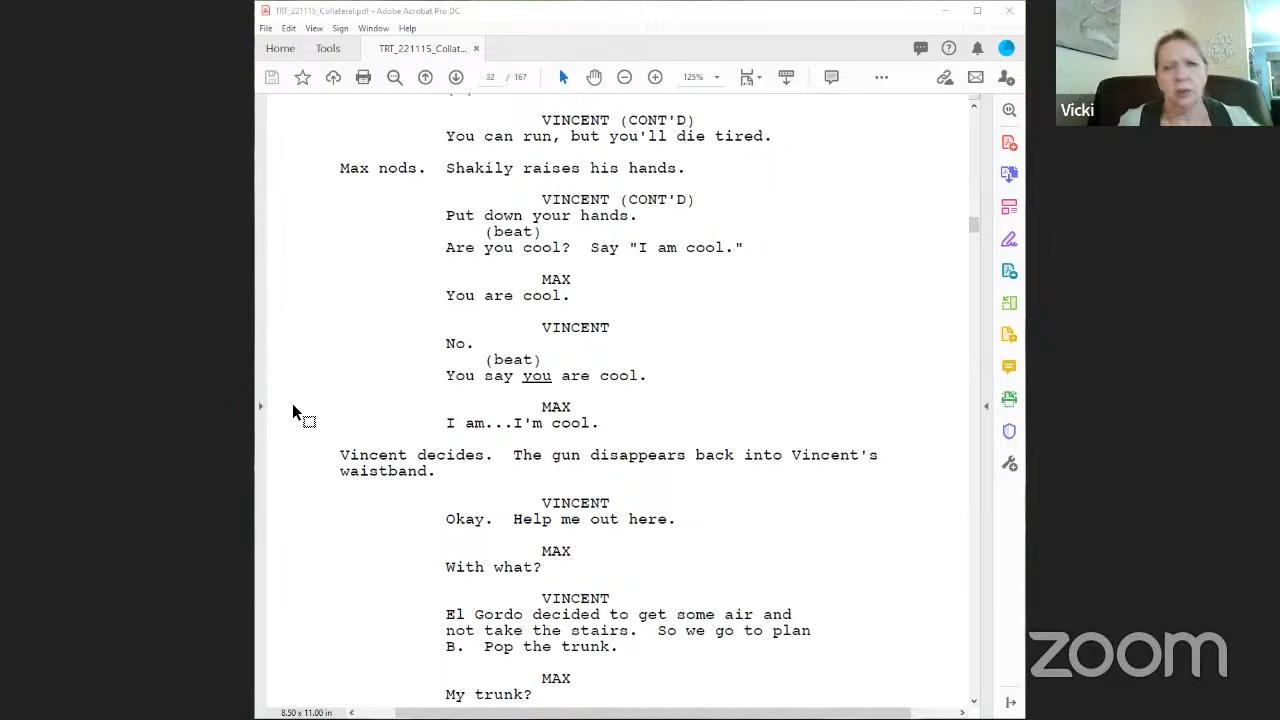 TRT_221115_Collateral.pdf - Adobe Acrobat Pro DC
File Edit View Sign Window Help
Home Tools TRT_221115_Collat... ×
32 / 167 125%
VINCENT (CONT'D)
You can run, but you'll die tired.
Max nods. Shakily raises his hands.
VINCENT (CONT'D)
Put down your hands.
(beat)
Are you cool? Say "I am cool."
MAX
You are cool.
VINCENT
No.
(beat)
You say you are cool.
MAX
I am...I'm cool.
Vincent decides. The gun disappears back into Vincent's
waistband.
VINCENT
Okay. Help me out here.
MAX
With what?
VINCENT
El Gordo decided to get some air and
not take the stairs. So we go to plan
B. Pop the trunk.
MAX
My trunk?
8.50 x 11.00 in
Vicki
zoom